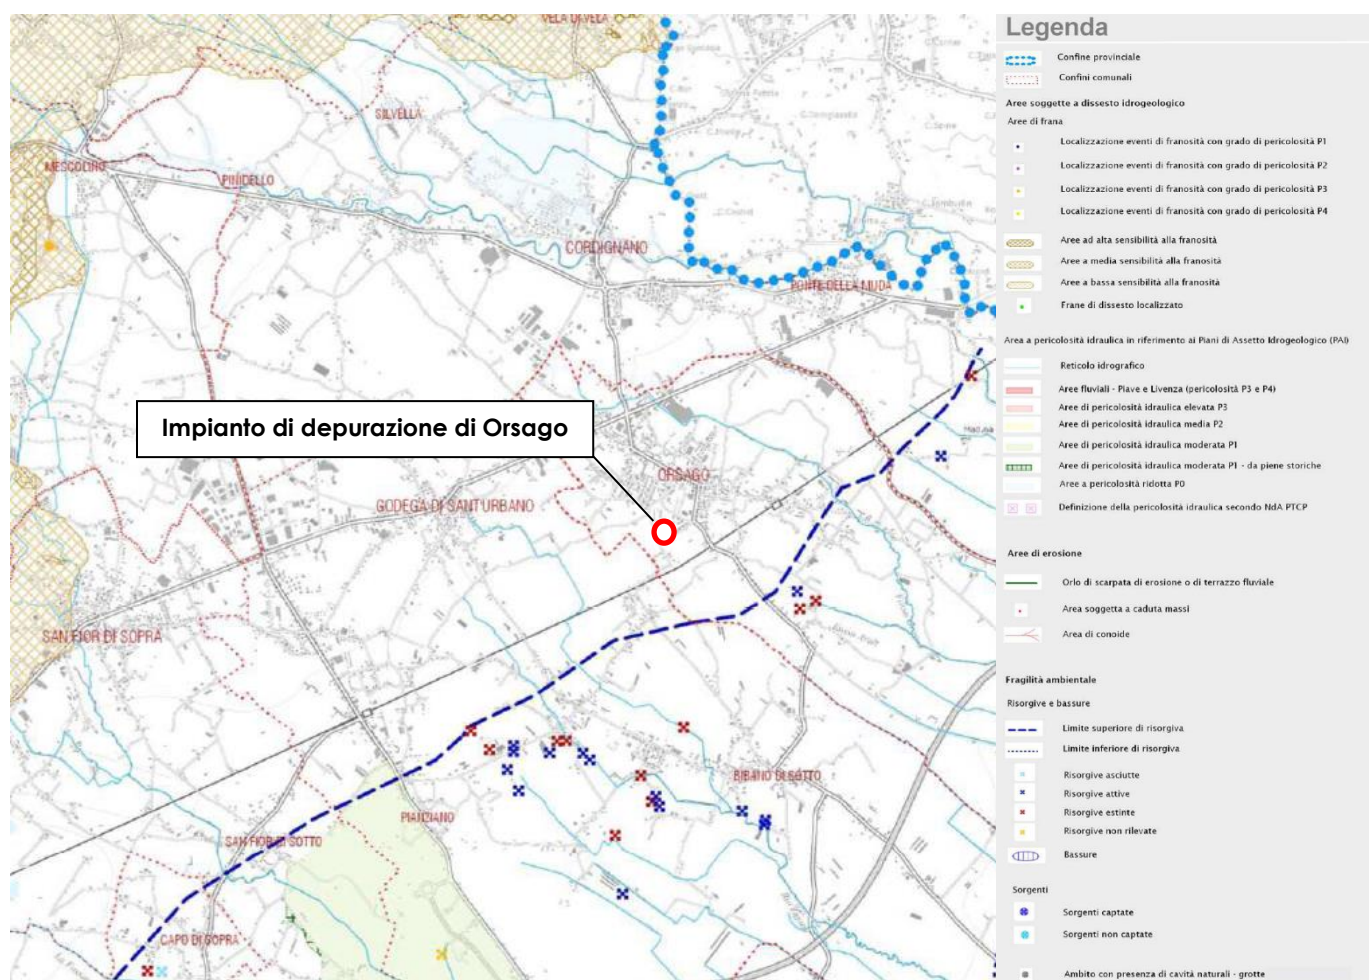 VELA DI VELA
SILVELLA
MESCOLINO
PINIDELLO
CORDIGNANO
PONTE DELLA MUDA
Impianto di depurazione di Orsago
ORSAGO
GODEGA DI SANT'URBANO
SAN FIOR DI SOPRA
BIBANO DI SOTTO
PIANZIANO
SAN FIOR DI SOTTO
CAPO DI SOPRA
Legenda
Confine provinciale
Confini comunali
Aree soggette a dissesto idrogeologico
Aree di frana
Localizzazione eventi di franosità con grado di pericolosità P1
Localizzazione eventi di franosità con grado di pericolosità P2
Localizzazione eventi di franosità con grado di pericolosità P3
Localizzazione eventi di franosità con grado di pericolosità P4
Aree ad alta sensibilità alla franosità
Aree a media sensibilità alla franosità
Aree a bassa sensibilità alla franosità
Frane di dissesto localizzato
Area a pericolosità idraulica in riferimento ai Piani di Assetto Idrogeologico (PAI)
Reticolo idrografico
Aree fluviali - Piave e Livenza (pericolosità P3 e P4)
Aree di pericolosità idraulica elevata P3
Aree di pericolosità idraulica media P2
Aree di pericolosità idraulica moderata P1
Aree di pericolosità idraulica moderata P1 - da piene storiche
Aree a pericolosità ridotta P0
Definizione della pericolosità idraulica secondo NdA PTCP
Aree di erosione
Orlo di scarpata di erosione o di terrazzo fluviale
Area soggetta a caduta massi
Area di conoide
Fragilità ambientale
Risorgive e bassure
Limite superiore di risorgiva
Limite inferiore di risorgiva
Risorgive asciutte
Risorgive attive
Risorgive estinte
Risorgive non rilevate
Bassure
Sorgenti
Sorgenti captate
Sorgenti non captate
Ambito con presenza di cavità naturali - grotte